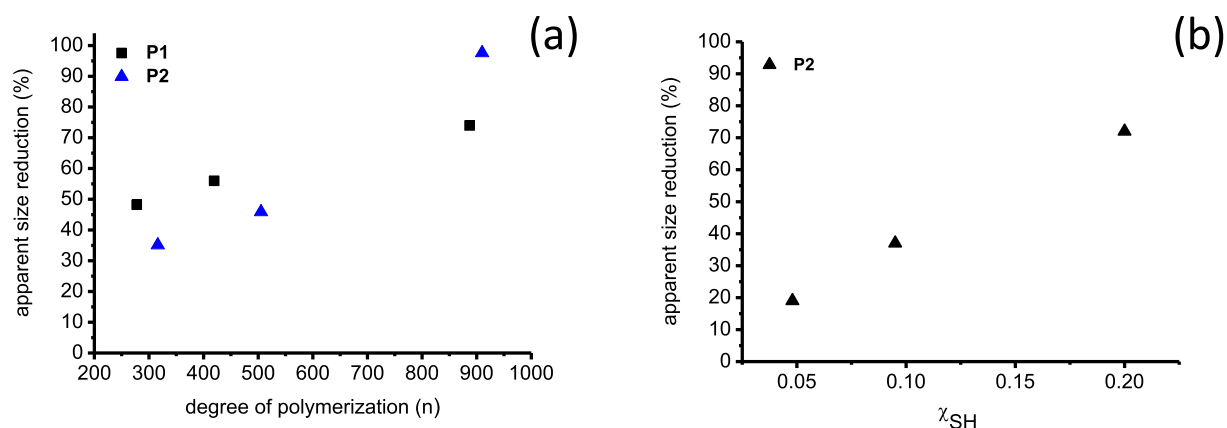 (a)
P1
P2
100
90
80
70
60
50
40
30
20
10
0
200 300 400 500 600 700 800 900 1000
apparent size reduction (%)
degree of polymerization (n)
(b)
P2
100
90
80
70
60
50
40
30
20
10
0
0.05 0.10 0.15 0.20
apparent size reduction (%)
χSH